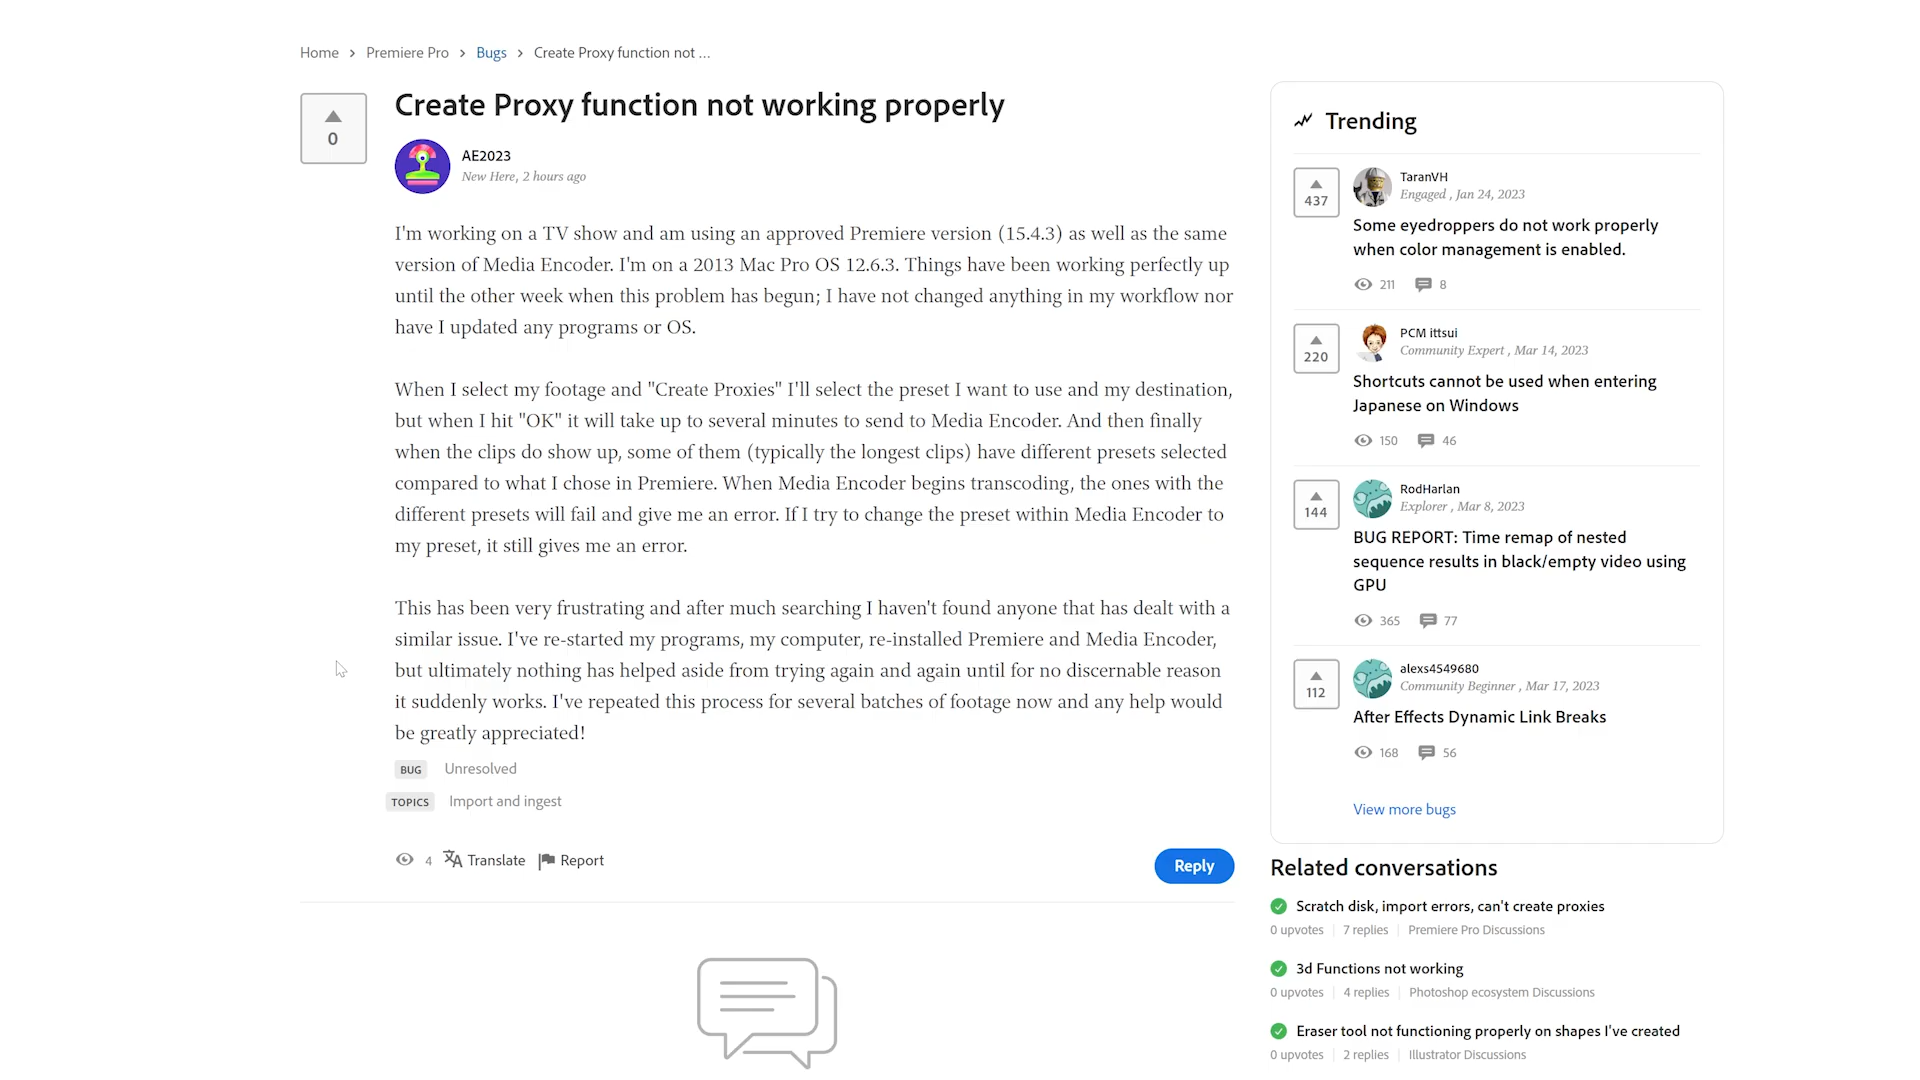 Home > Premiere Pro > Bugs > Create Proxy function not ...
0
Create Proxy function not working properly
AE2023
New Here, 2 hours ago
I'm working on a TV show and am using an approved Premiere version (15.4.3) as well as the same
version of Media Encoder. I'm on a 2013 Mac Pro OS 12.6.3. Things have been working perfectly up
until the other week when this problem has begun; I have not changed anything in my workflow nor
have I updated any programs or OS.
When I select my footage and "Create Proxies" I'll select the preset I want to use and my destination,
but when I hit "OK" it will take up to several minutes to send to Media Encoder. And then finally
when the clips do show up, some of them (typically the longest clips) have different presets selected
compared to what I chose in Premiere. When Media Encoder begins transcoding, the ones with the
different presets will fail and give me an error. If I try to change the preset within Media Encoder to
my preset, it still gives me an error.
This has been very frustrating and after much searching I haven't found anyone that has dealt with a
similar issue. I've re-started my programs, my computer, re-installed Premiere and Media Encoder,
but ultimately nothing has helped aside from trying again and again until for no discernable reason
it suddenly works. I've repeated this process for several batches of footage now and any help would
be greatly appreciated!
BUG Unresolved
TOPICS Import and ingest
4 Translate Report
Reply
Trending
437
TaranVH
Engaged , Jan 24, 2023
Some eyedroppers do not work properly
when color management is enabled.
211 8
220
PCM ittsui
Community Expert , Mar 14, 2023
Shortcuts cannot be used when entering
Japanese on Windows
150 46
144
RodHarlan
Explorer , Mar 8, 2023
BUG REPORT: Time remap of nested
sequence results in black/empty video using
GPU
365 77
112
alexs4549680
Community Beginner , Mar 17, 2023
After Effects Dynamic Link Breaks
168 56
View more bugs
Related conversations
Scratch disk, import errors, can't create proxies
0 upvotes | 7 replies | Premiere Pro Discussions
3d Functions not working
0 upvotes | 4 replies | Photoshop ecosystem Discussions
Eraser tool not functioning properly on shapes I've created
0 upvotes | 2 replies | Illustrator Discussions